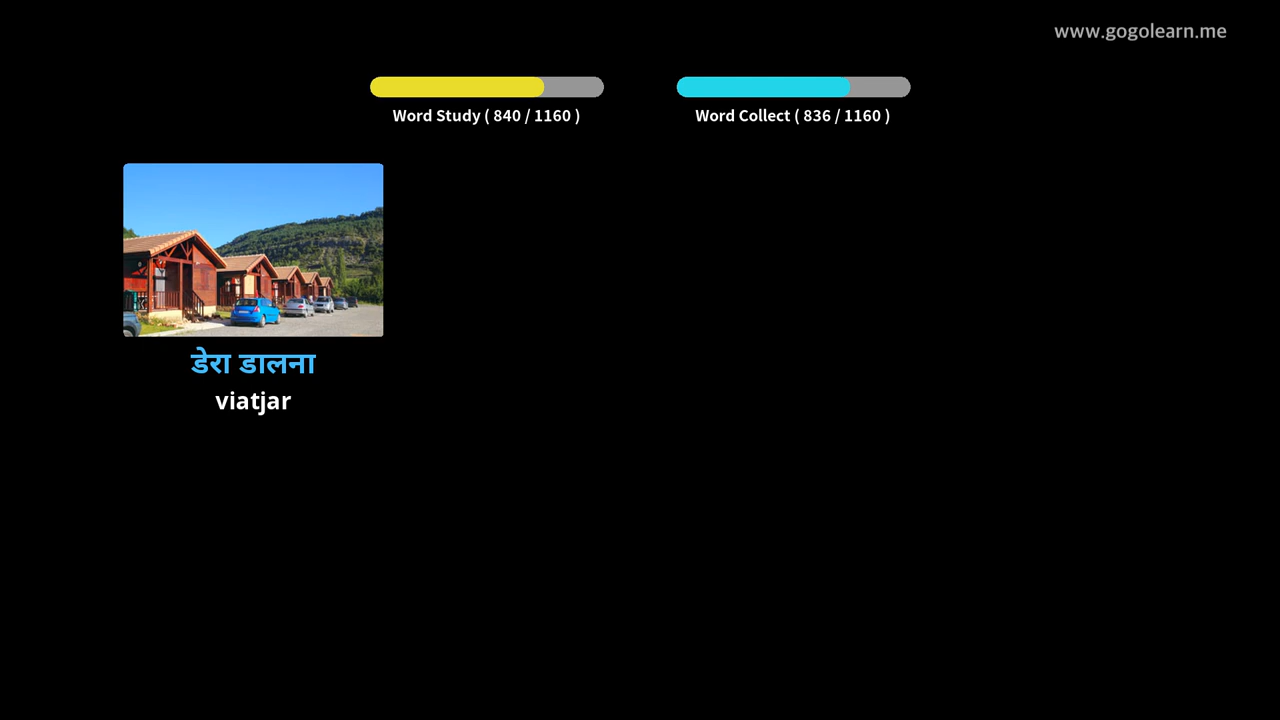 www.gogolearn.me
Word Study ( 840 / 1160 )
Word Collect ( 836 / 1160 )
डेरा डालना
viatjar